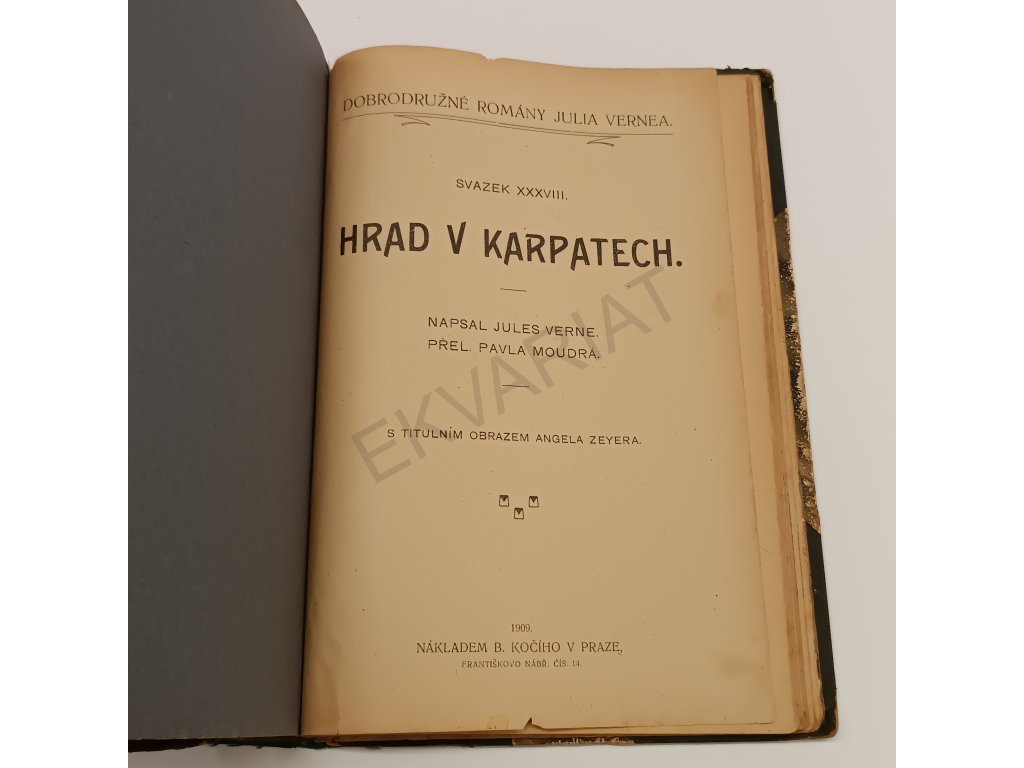 DOBRODRUŽNÉ ROMÁNY JULIA VERNEA.
SVAZEK XXXVIII.
HRAD V KARPATECH.
NAPSAL JULES VERNE.
PŘEL. PAVLA MOUDRÁ.
EKVARIAT
S TITULNÍM OBRAZEM ANGELA ZEYERA.
1909.
NÁKLADEM B. KOČÍHO V PRAZE,
FRANTIŠKOVO NÁBŘ. ČÍS. 14.